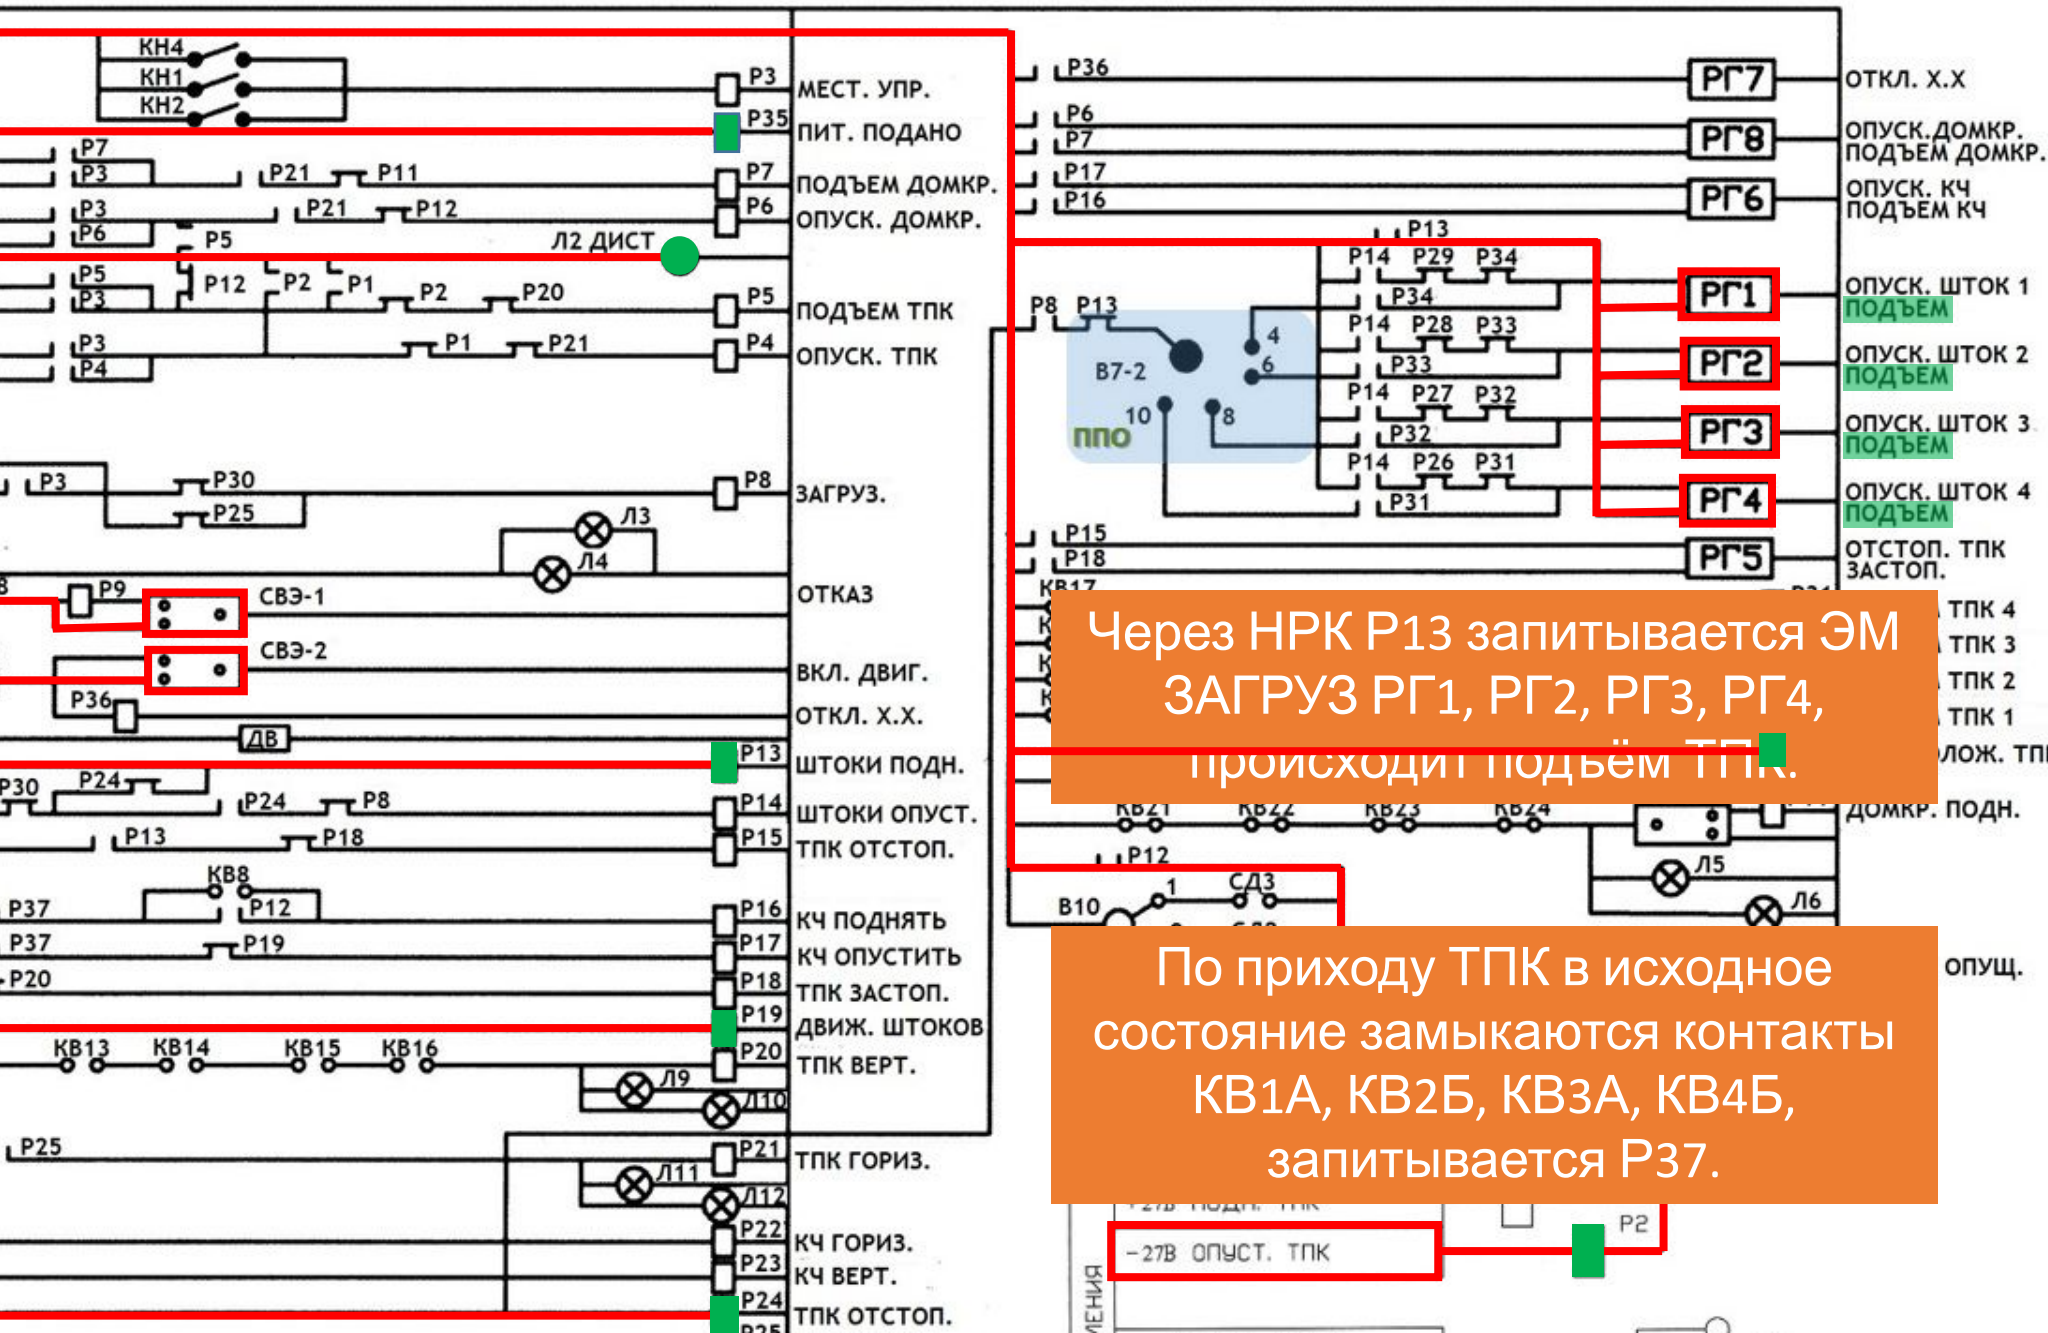 КН4
КН1
КН2
Р3
МЕСТ. УПР.
Р35
ПИТ. ПОДАНО
Р7
Р3
Р21
Р11
Р7
ПОДЪЕМ ДОМКР.
Р3
Р21
Р12
Р6
ОПУСК. ДОМКР.
Р6
Р5
Л2 ДИСТ
Р5
Р12
Р2
Р1
Р2
Р20
Р3
Р5
ПОДЪЕМ ТПК
Р3
Р1
Р21
Р4
ОПУСК. ТПК
Р4
Р3
Р30
Р25
Р8
ЗАГРУЗ.
Л3
Л4
Р9
СВЭ-1
ОТКАЗ
СВЭ-2
ВКЛ. ДВИГ.
Р36
ОТКЛ. Х.Х.
ДВ
Р13
ШТОКИ ПОДН.
Р30
Р24
Р24
Р8
Р14
ШТОКИ ОПУСТ.
Р13
Р18
Р15
ТПК ОТСТОП.
КВ8
Р37
Р12
Р16
КЧ ПОДНЯТЬ
Р37
Р19
Р17
КЧ ОПУСТИТЬ
Р20
Р18
ТПК ЗАСТОП.
Р19
ДВИЖ. ШТОКОВ
КВ13
КВ14
КВ15
КВ16
Р20
ТПК ВЕРТ.
Л9
Л10
Р25
Р21
ТПК ГОРИЗ.
Л11
Л12
Р22
КЧ ГОРИЗ.
Р23
КЧ ВЕРТ.
Р24
ТПК ОТСТОП.
Р25
Р36
РГ7
ОТКЛ. Х.Х
Р6
Р7
РГ8
ОПУСК.ДОМКР.
ПОДЪЕМ ДОМКР.
Р17
Р16
РГ6
ОПУСК. КЧ
ПОДЪЕМ КЧ
Р13
Р14
Р29
Р34
Р34
РГ1
ОПУСК. ШТОК 1
ПОДЪЕМ
Р8
Р13
В7-2
4
6
10
8
ППО
Р14
Р28
Р33
Р33
РГ2
ОПУСК. ШТОК 2
ПОДЪЕМ
Р14
Р27
Р32
Р32
РГ3
ОПУСК. ШТОК 3
ПОДЪЕМ
Р14
Р26
Р31
Р31
РГ4
ОПУСК. ШТОК 4
ПОДЪЕМ
Р15
Р18
РГ5
ОТСТОП. ТПК
ЗАСТОП.
КВ17
ТПК 4
ТПК 3
ТПК 2
ТПК 1
Через НРК Р13 запитывается ЭМ
ЗАГРУЗ РГ1, РГ2, РГ3, РГ4,
происходит подъём ТПК.
КВ21
КВ22
КВ23
КВ24
ДОМКР. ПОДН.
Р12
Л5
Л6
В10
1
СД3
ОПУЩ.
По приходу ТПК в исходное
состояние замыкаются контакты
КВ1А, КВ2Б, КВ3А, КВ4Б,
запитывается Р37.
Р2
-27В ОПУСТ. ТПК